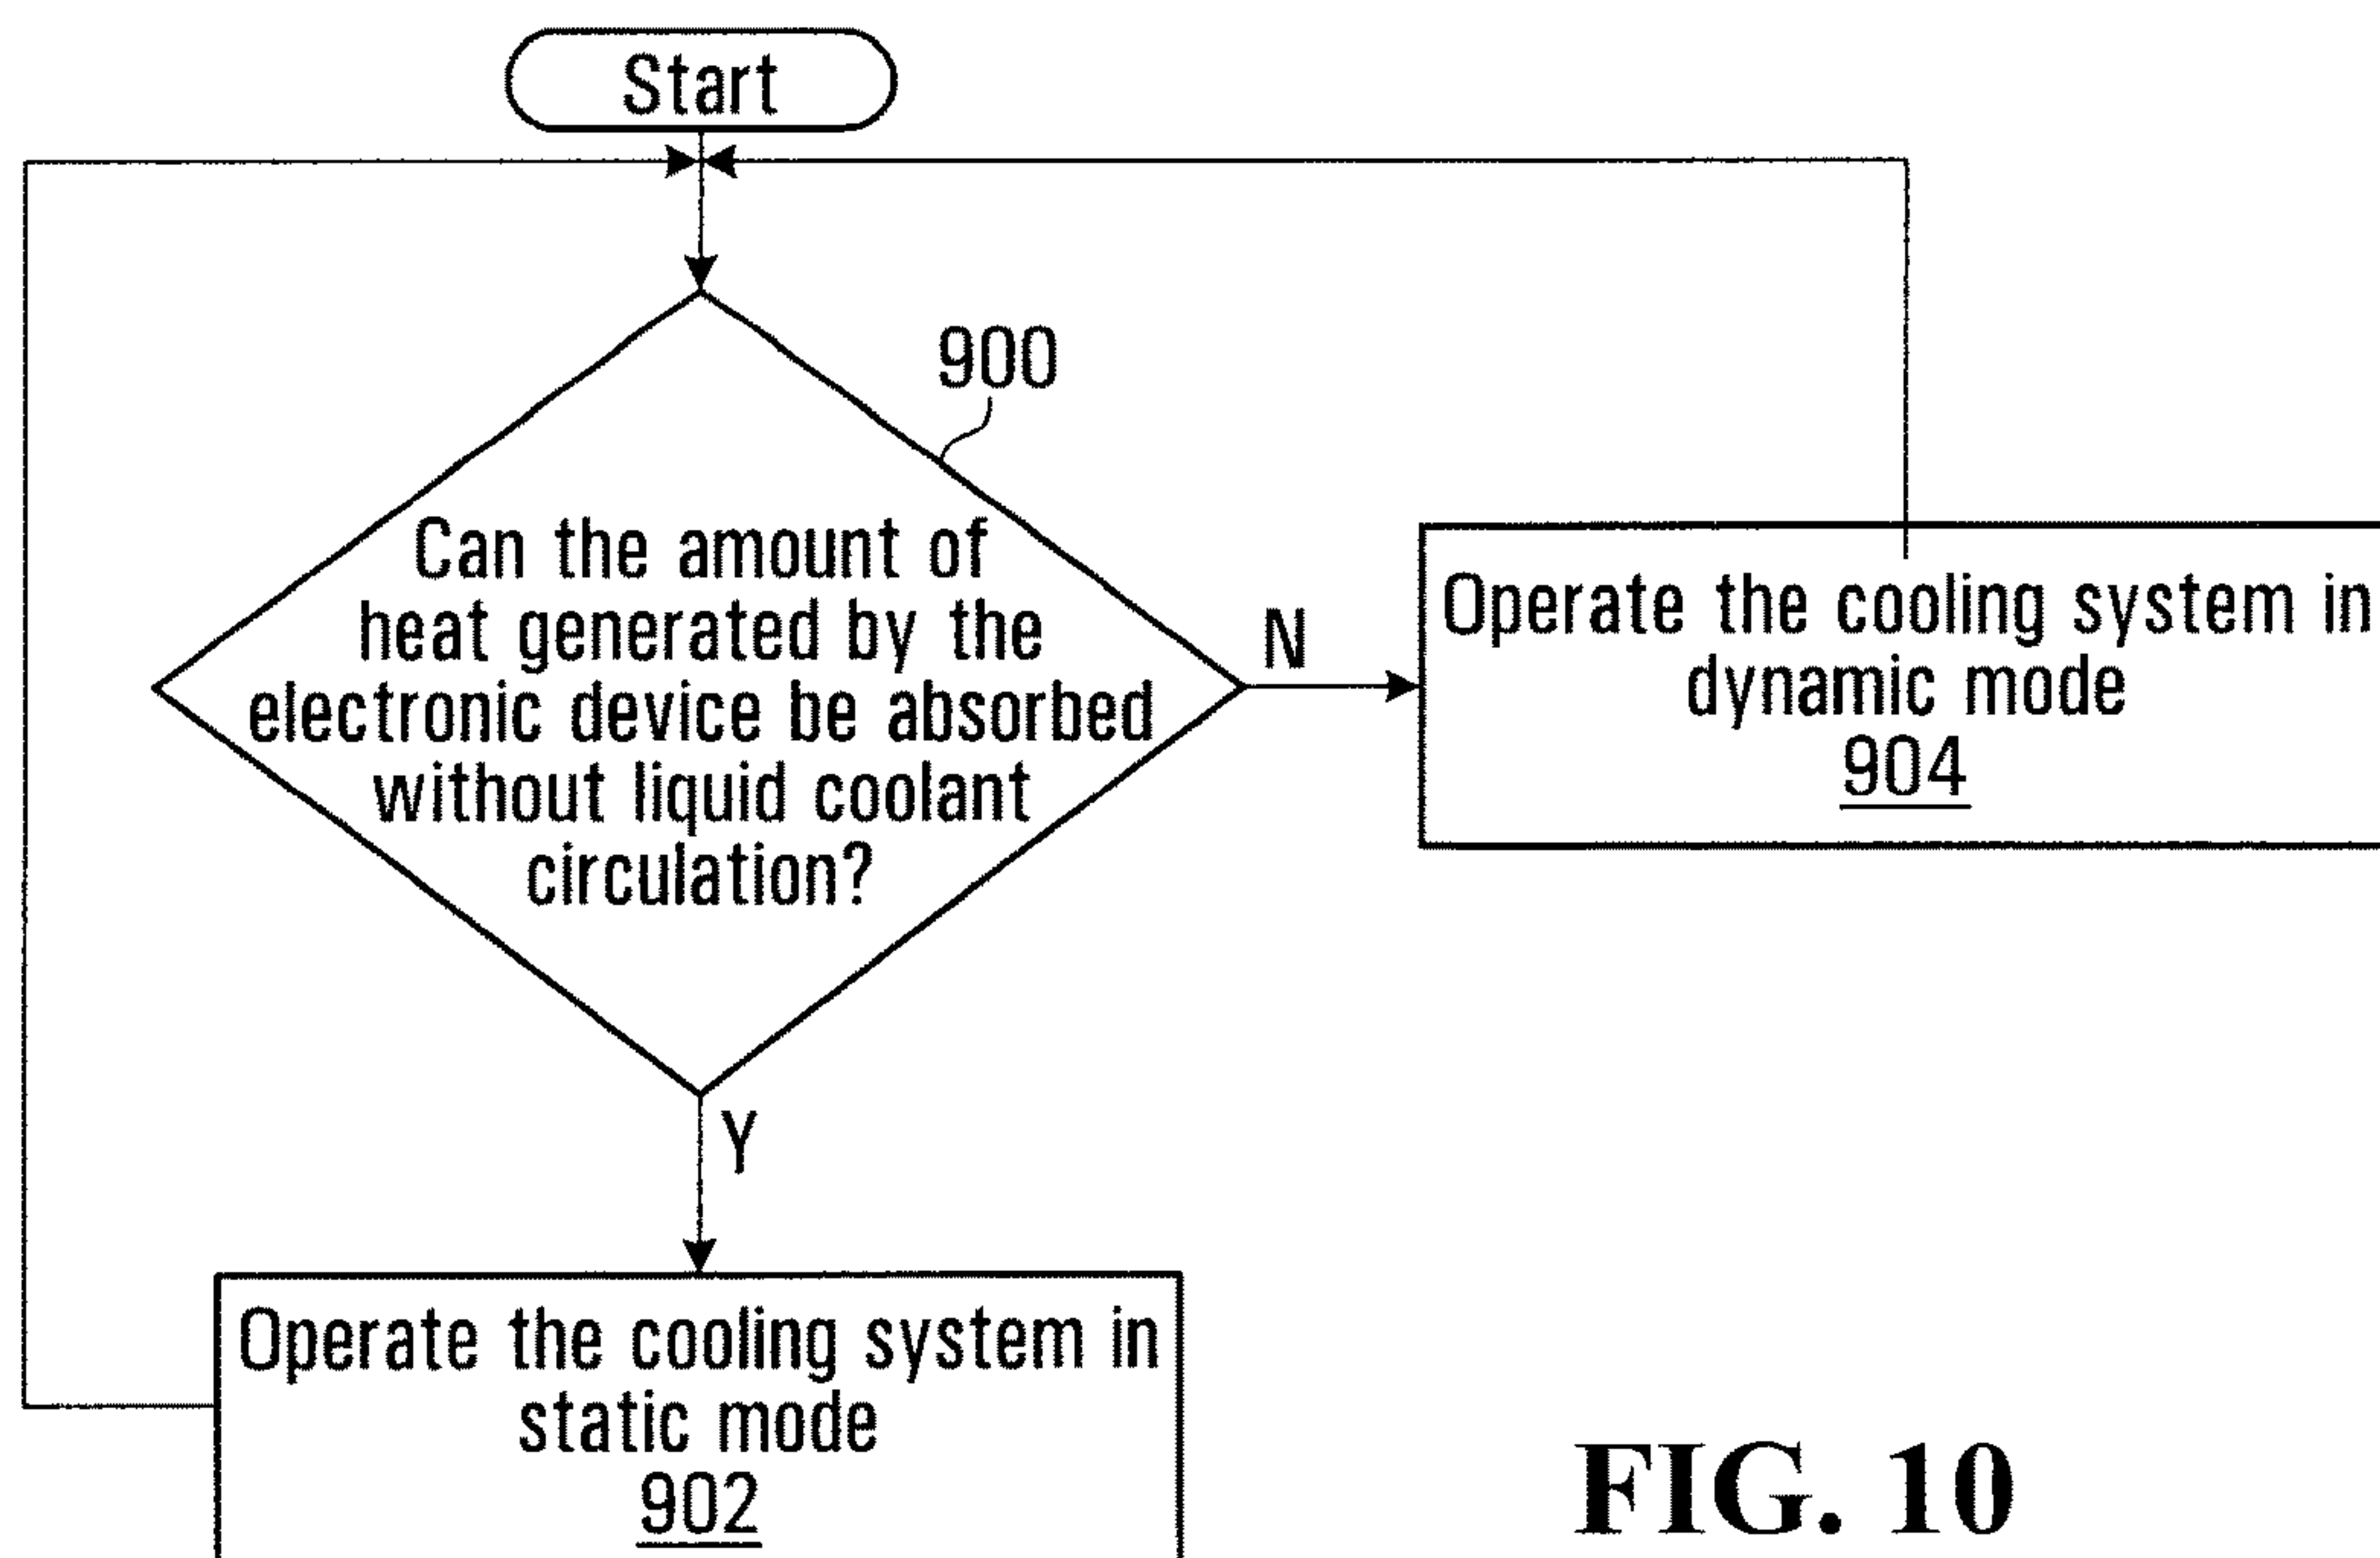 Start
900
Can the amount of
heat generated by the
electronic device be absorbed
without liquid coolant
circulation?
N
Operate the cooling system in
dynamic mode
904
Y
Operate the cooling system in
static mode
902
FIG. 10